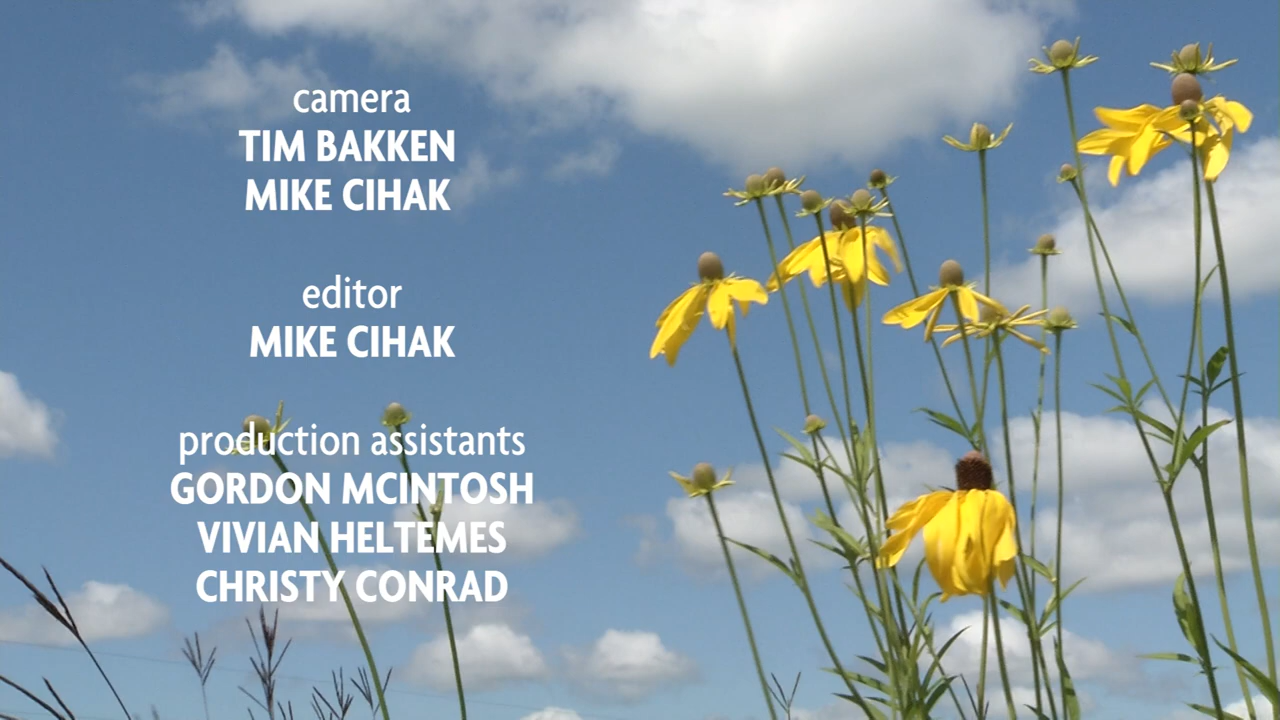 camera
TIM BAKKEN
MIKE CIHAK
editor
MIKE CIHAK
production assistants
GORDON MCINTOSH
VIVIAN HELTEMES
CHRISTY CONRAD